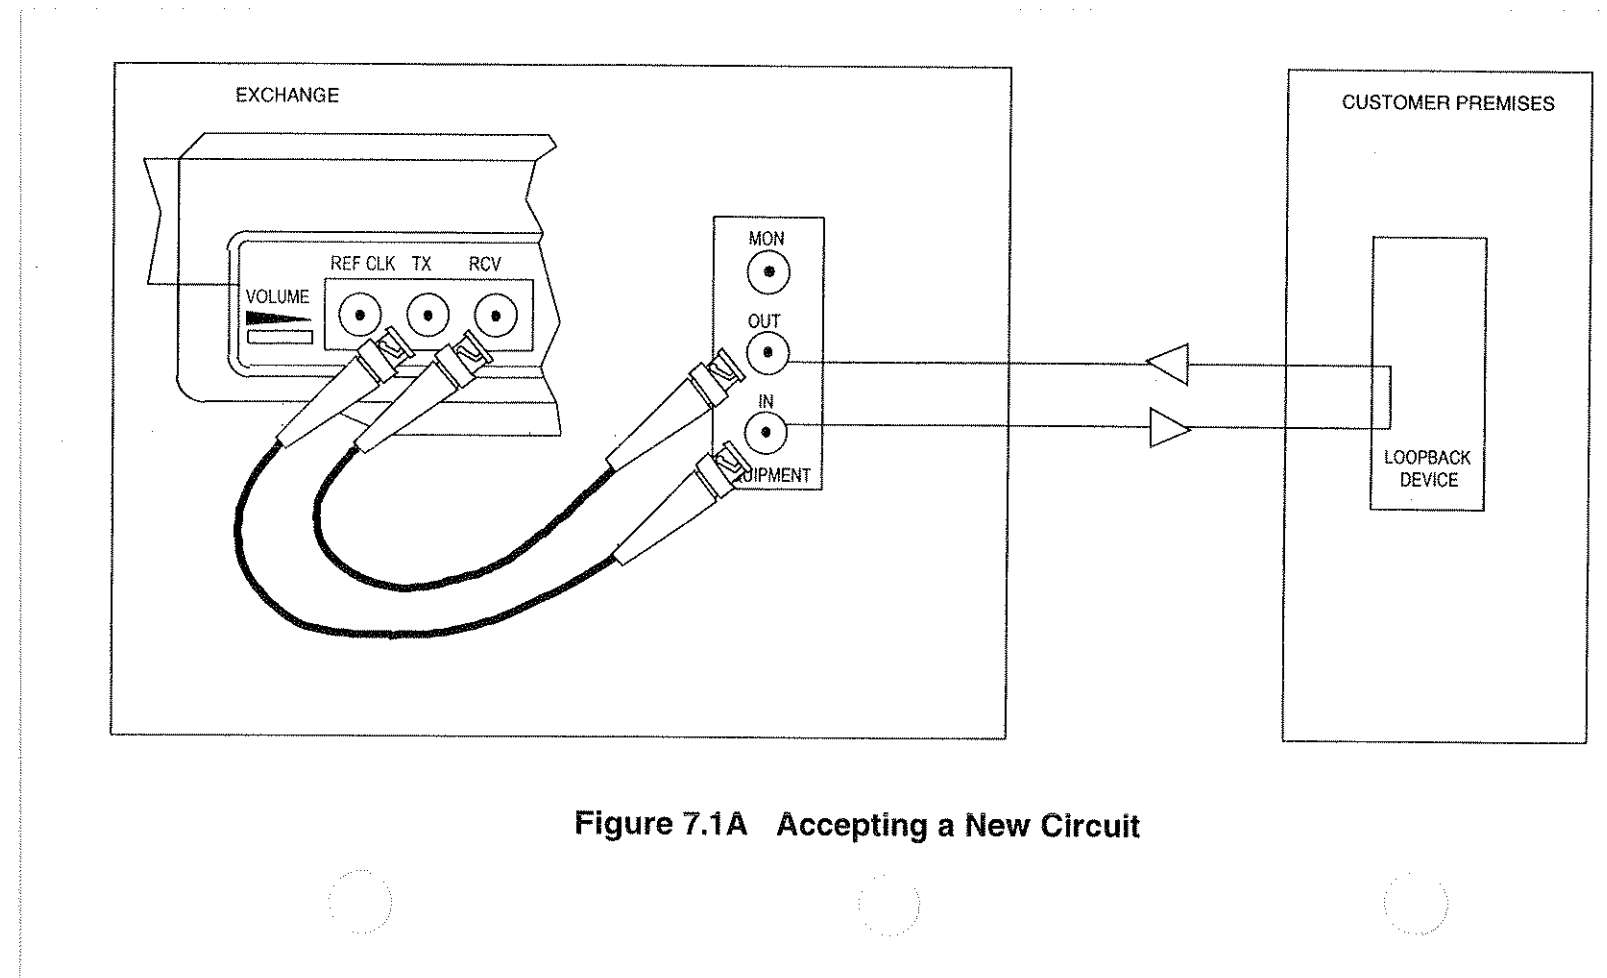 EXCHANGE
CUSTOMER PREMISES
REF CLK TX RCV
VOLUME
MON
OUT
IN
UIPMENT
LOOPBACK
DEVICE
Figure 7.1A Accepting a New Circuit